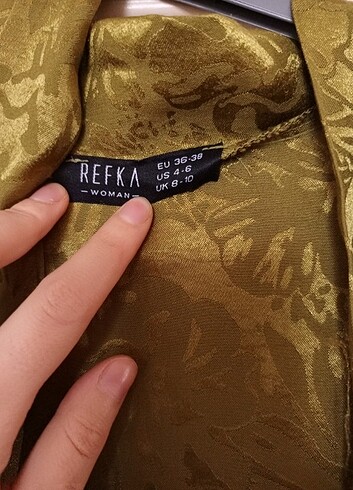 REFKA
—WOMAN—
EU 36-38
US 4-6
UK 8-10